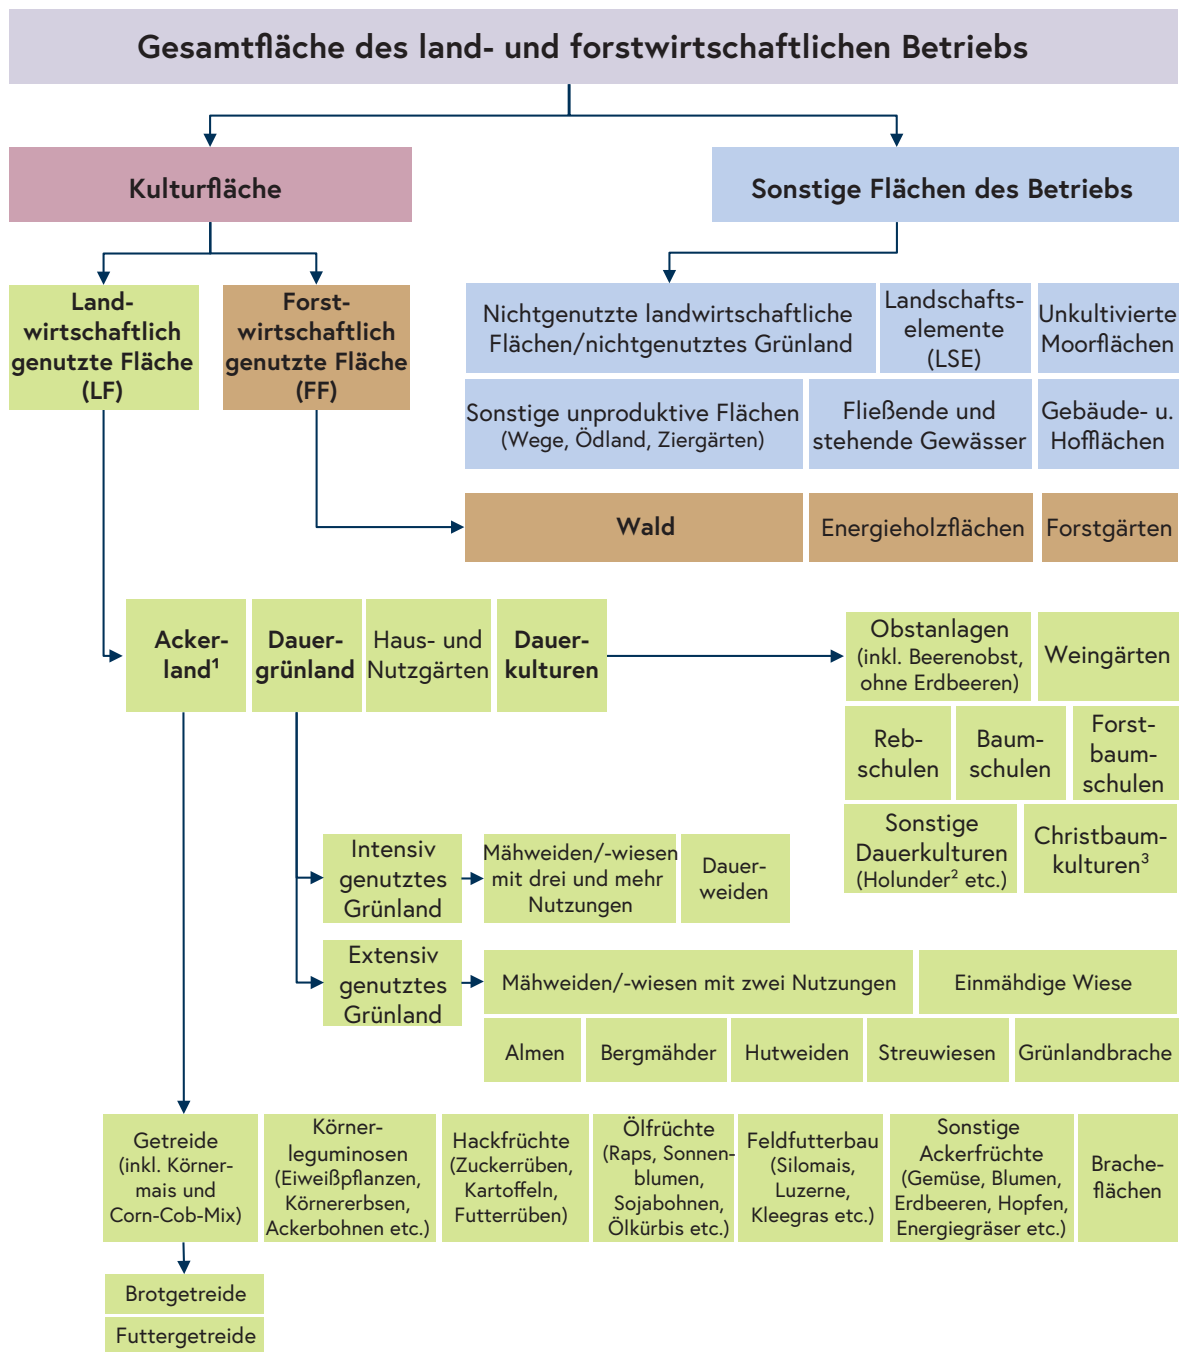 Gesamtfläche des land- und forstwirtschaftlichen Betriebs
Kulturfläche
Sonstige Flächen des Betriebs
Land-
wirtschaftlich
genutzte Fläche
(LF)
Forst-
wirtschaftlich
genutzte Fläche
(FF)
Nichtgenutzte landwirtschaftliche
Flächen/nichtgenutztes Grünland
Landschafts-
elemente
(LSE)
Unkultivierte
Moorflächen
Sonstige unproduktive Flächen
(Wege, Ödland, Ziergärten)
Fließende und
stehende Gewässer
Gebäude- u.
Hofflächen
Wald
Energieholzflächen
Forstgärten
Acker-
land¹
Dauer-
grünland
Haus- und
Nutzgärten
Dauer-
kulturen
Obstanlagen
(inkl. Beerenobst,
ohne Erdbeeren)
Weingärten
Reb-
schulen
Baum-
schulen
Forst-
baum-
schulen
Sonstige
Dauerkulturen
(Holunder² etc.)
Christbaum-
kulturen³
Intensiv
genutztes
Grünland
Mähweiden/-wiesen
mit drei und mehr
Nutzungen
Dauer-
weiden
Extensiv
genutztes
Grünland
Mähweiden/-wiesen mit zwei Nutzungen
Einmähdige Wiese
Almen
Bergmähder
Hutweiden
Streuwiesen
Grünlandbrache
Getreide
(inkl. Körner-
mais und
Corn-Cob-Mix)
Körner-
leguminosen
(Eiweißpflanzen,
Körnererbsen,
Ackerbohnen etc.)
Hackfrüchte
(Zuckerrüben,
Kartoffeln,
Futterrüben)
Ölfrüchte
(Raps, Sonnen-
blumen,
Sojabohnen,
Ölkürbis etc.)
Feldfutterbau
(Silomais,
Luzerne,
Kleegras etc.)
Sonstige
Ackerfrüchte
(Gemüse, Blumen,
Erdbeeren, Hopfen,
Energiegräser etc.)
Brache-
flächen
Brotgetreide
Futtergetreide